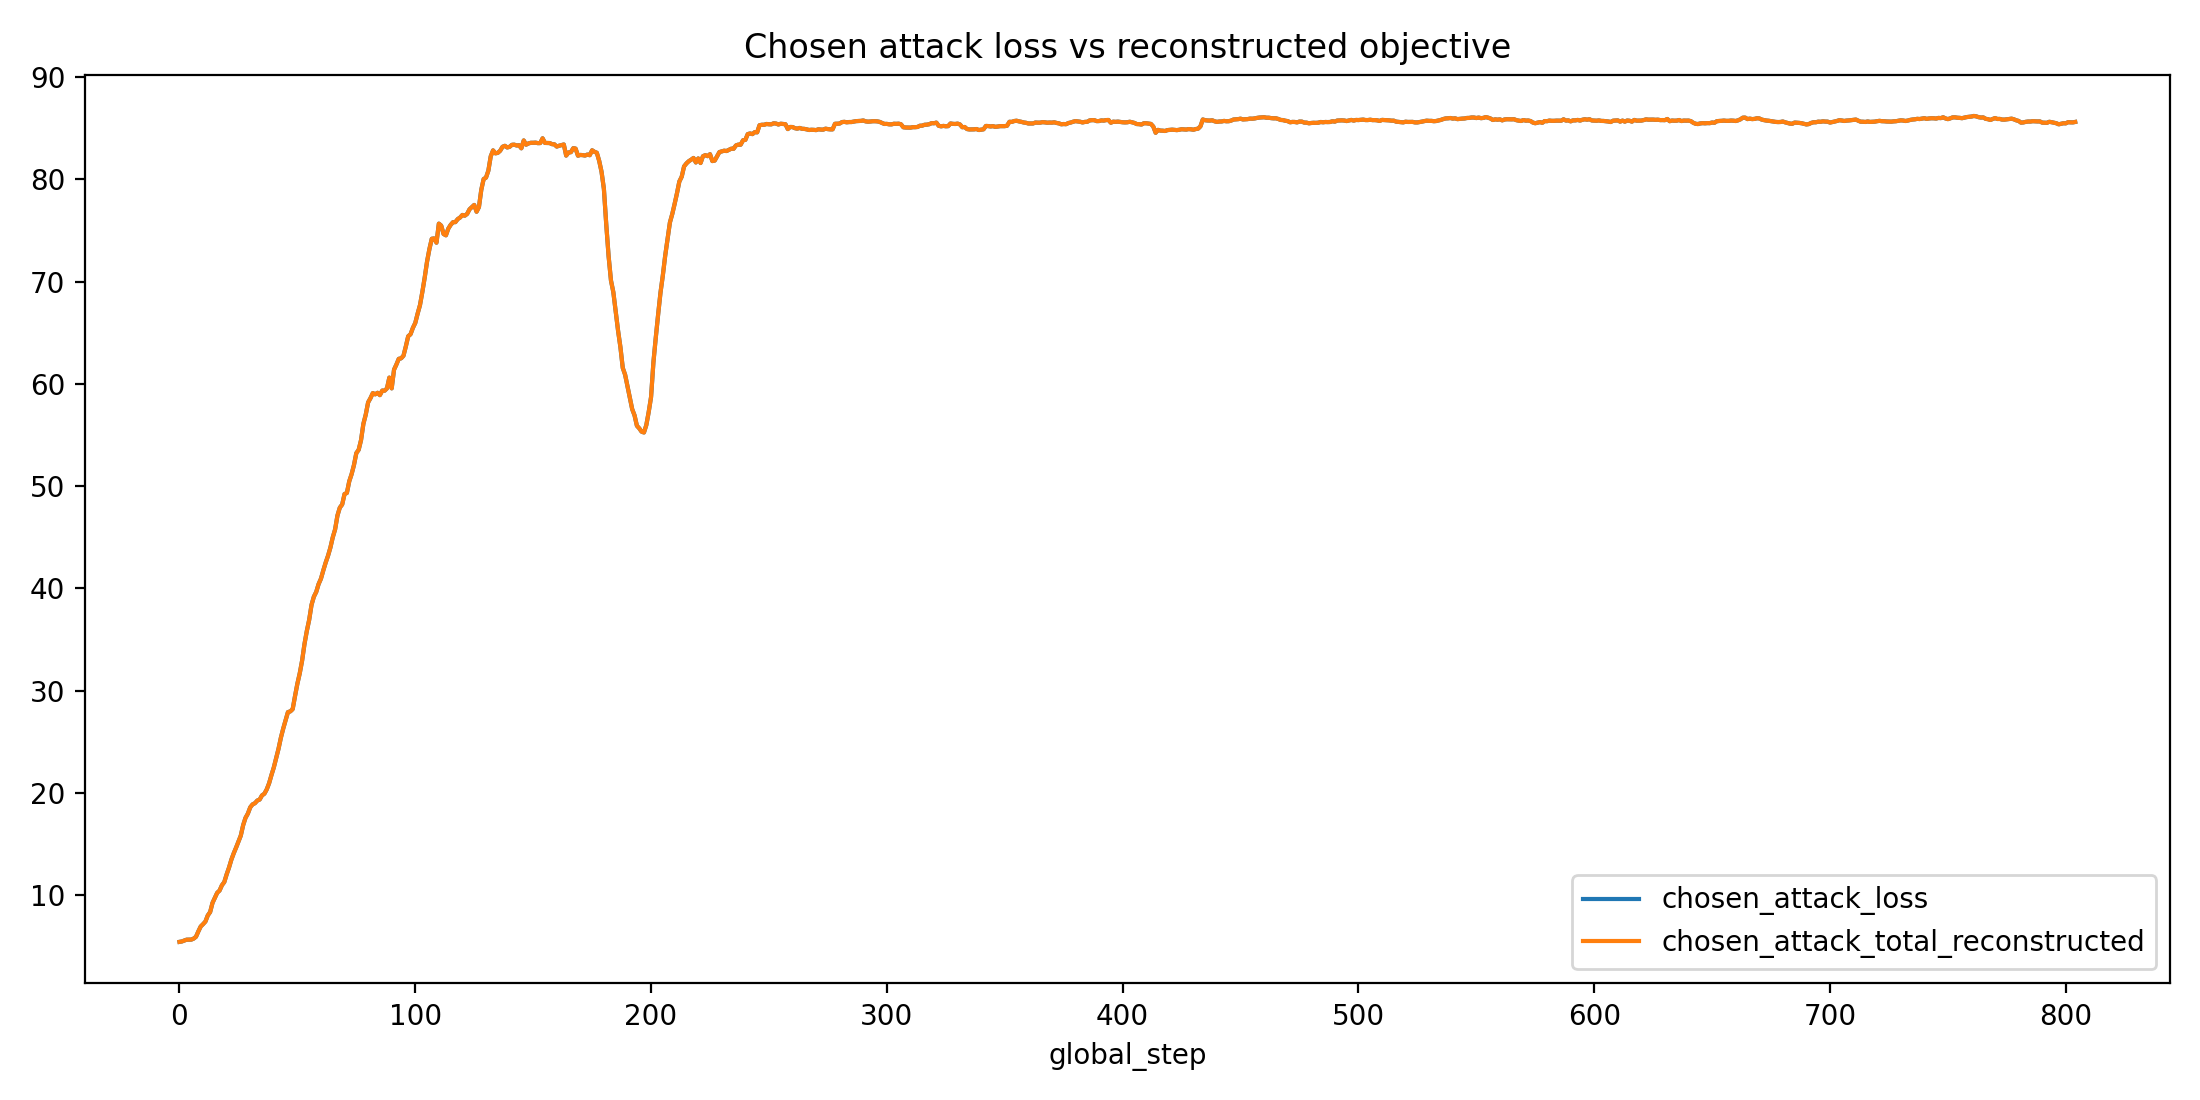 Chosen attack loss vs reconstructed objective
90
80
70
60
50
40
30
20
10
chosen_attack_loss
chosen_attack_total_reconstructed
0 100 200 300 400 500 600 700 800
global_step